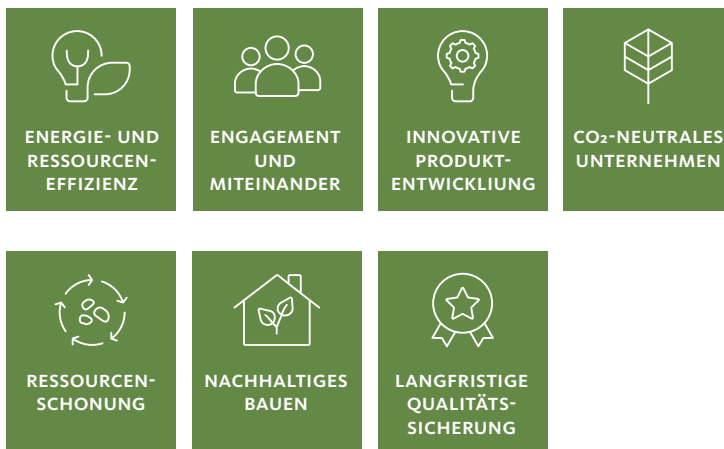 ENERGIE- UND
RESSOURCEN-
EFFIZIENZ
ENGAGEMENT
UND
MITEINANDER
INNOVATIVE
PRODUKT-
ENTWICKLIUNG
CO₂-NEUTRALES
UNTERNEHMEN
RESSOURCEN-
SCHONUNG
NACHHALTIGES
BAUEN
LANGFRISTIGE
QUALITÄTS-
SICHERUNG